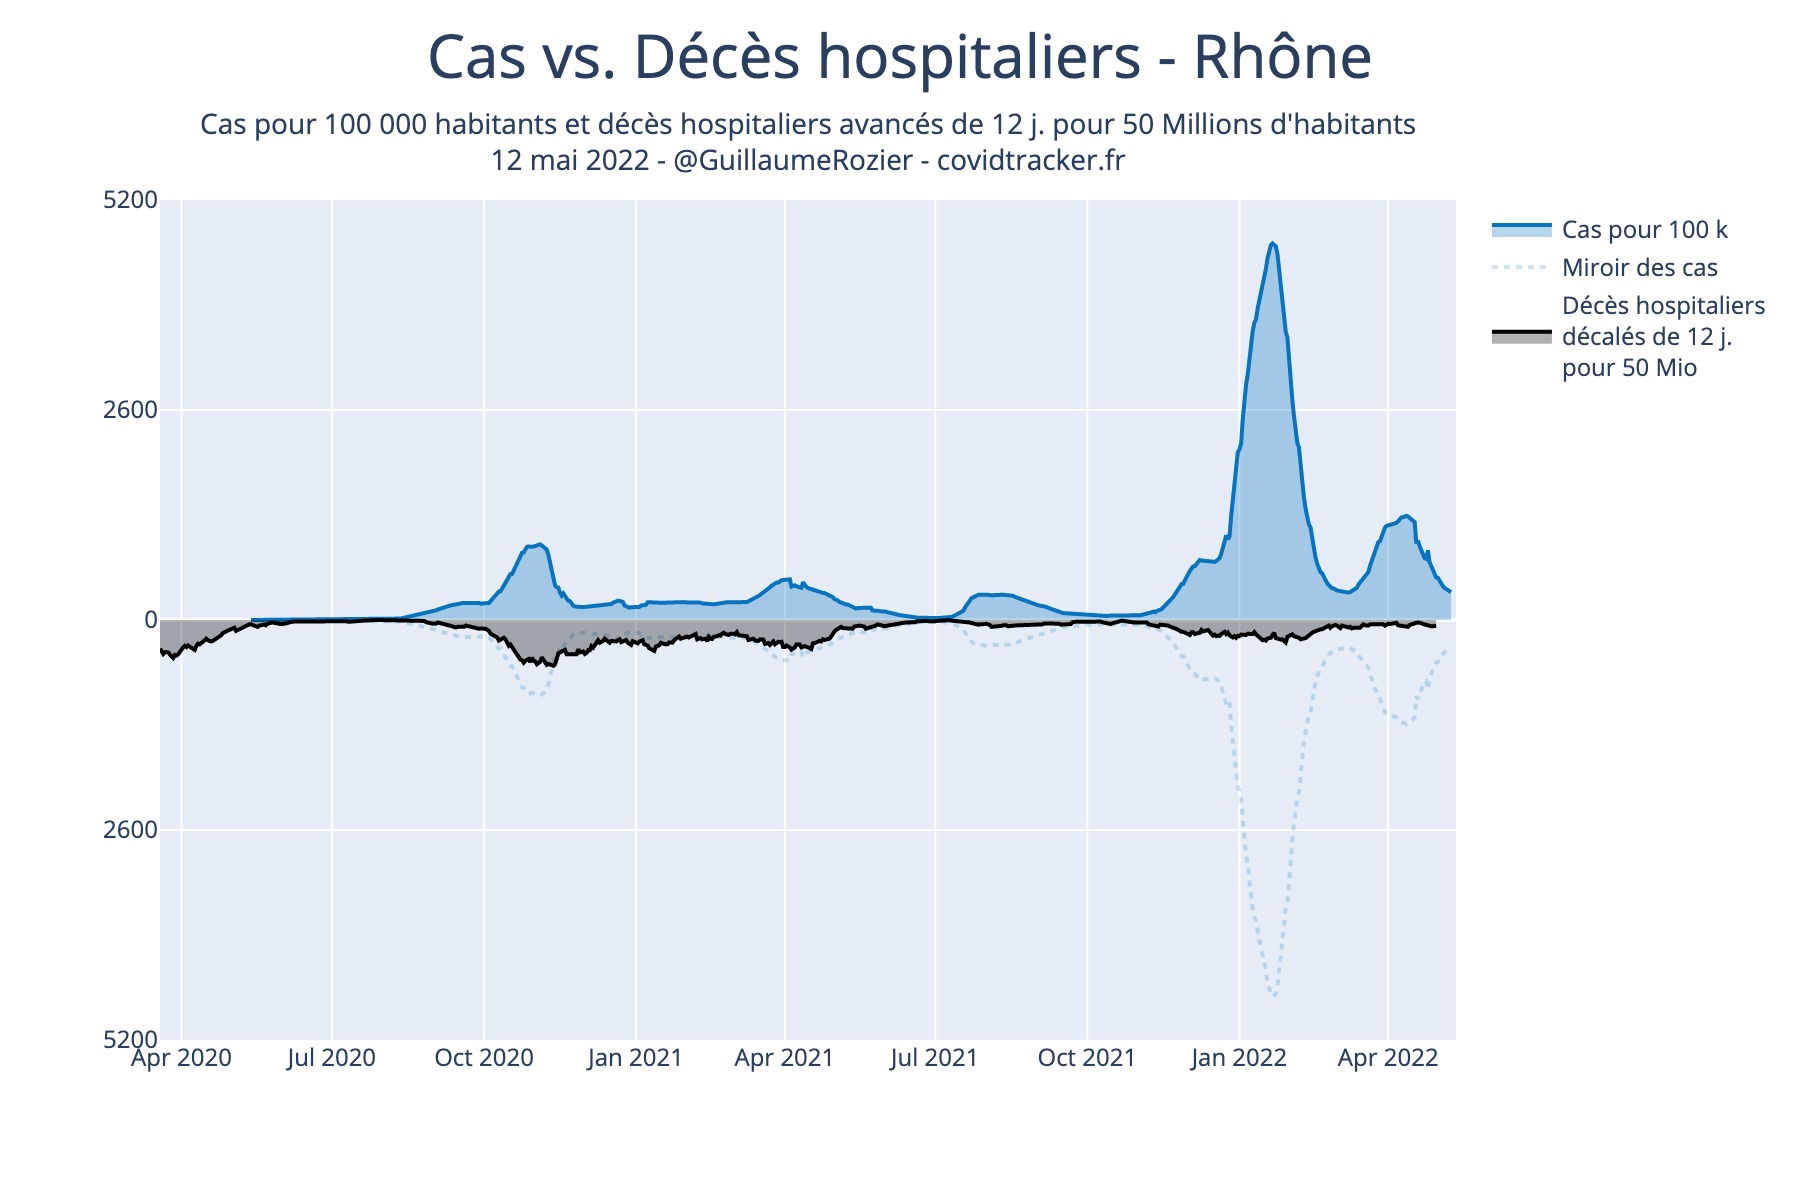 Cas vs. Décès hospitaliers - Rhône
Cas pour 100 000 habitants et décès hospitaliers avancés de 12 j. pour 50 Millions d'habitants
12 mai 2022 - @GuillaumeRozier - covidtracker.fr
5200
2600
0
2600
5200
Apr 2020
Jul 2020
Oct 2020
Jan 2021
Apr 2021
Jul 2021
Oct 2021
Jan 2022
Apr 2022
Cas pour 100 k
Miroir des cas
Décès hospitaliers
décalés de 12 j.
pour 50 Mio